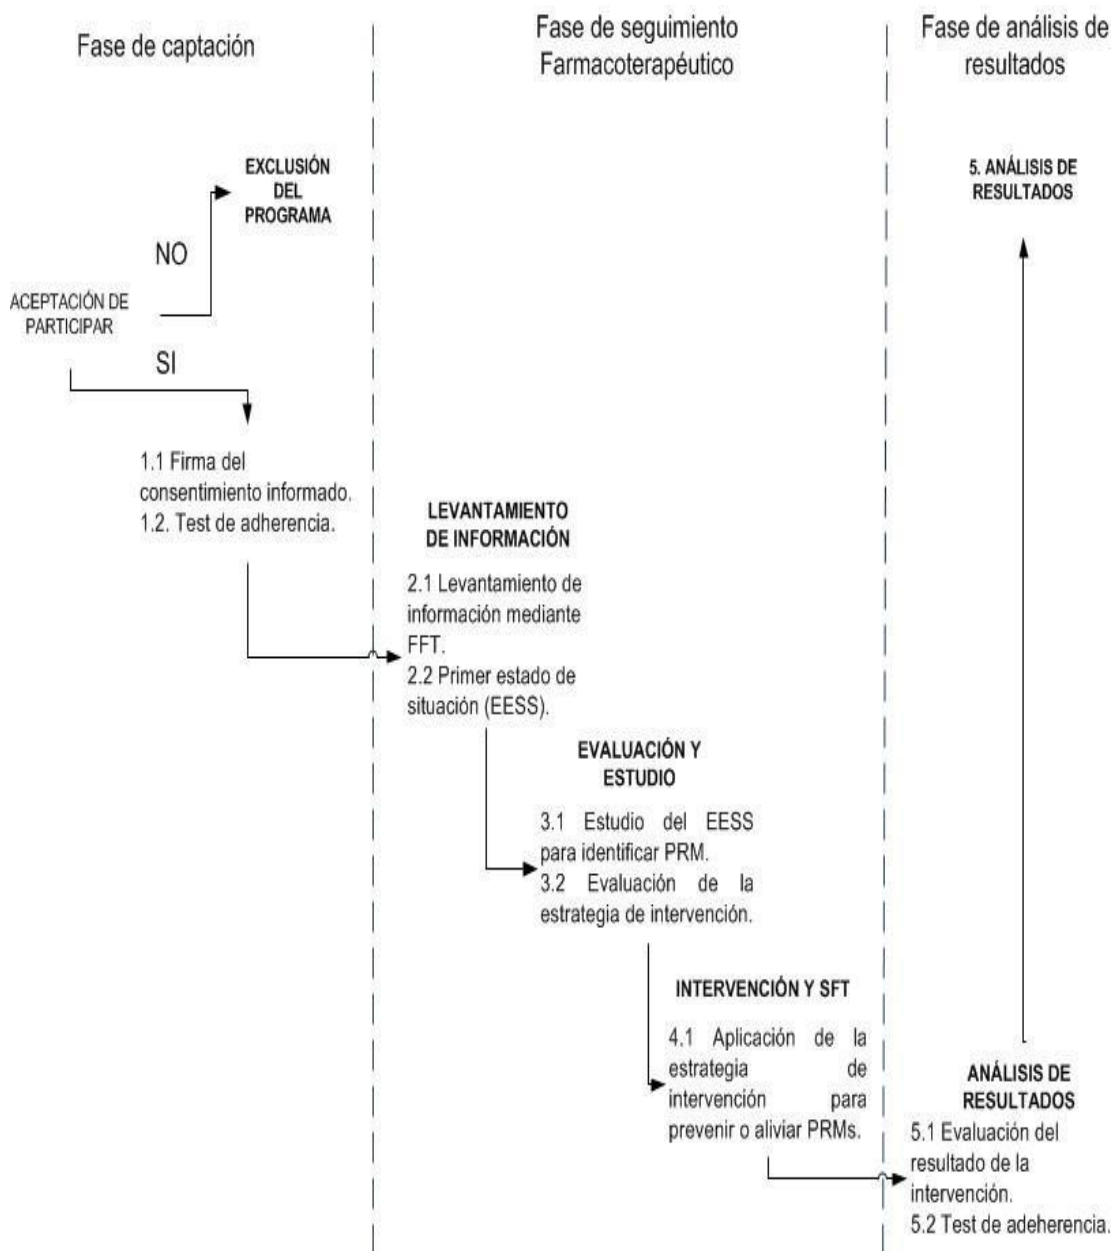 Fase de captación
Fase de seguimiento
Farmacoterapéutico
Fase de análisis de
resultados
EXCLUSIÓN
DEL
PROGRAMA
NO
ACEPTACIÓN DE
PARTICIPAR
SI
1.1 Firma del
consentimiento informado.
1.2. Test de adherencia.
LEVANTAMIENTO
DE INFORMACIÓN
2.1 Levantamiento de
información mediante
FFT.
2.2 Primer estado de
situación (EESS).
EVALUACIÓN Y
ESTUDIO
3.1 Estudio del EESS
para identificar PRM.
3.2 Evaluación de la
estrategia de intervención.
INTERVENCIÓN Y SFT
4.1 Aplicación de la
estrategia de
intervención para
prevenir o aliviar PRMs.
5. ANÁLISIS DE
RESULTADOS
ANÁLISIS DE
RESULTADOS
5.1 Evaluación del
resultado de la
intervención.
5.2 Test de adeherencia.